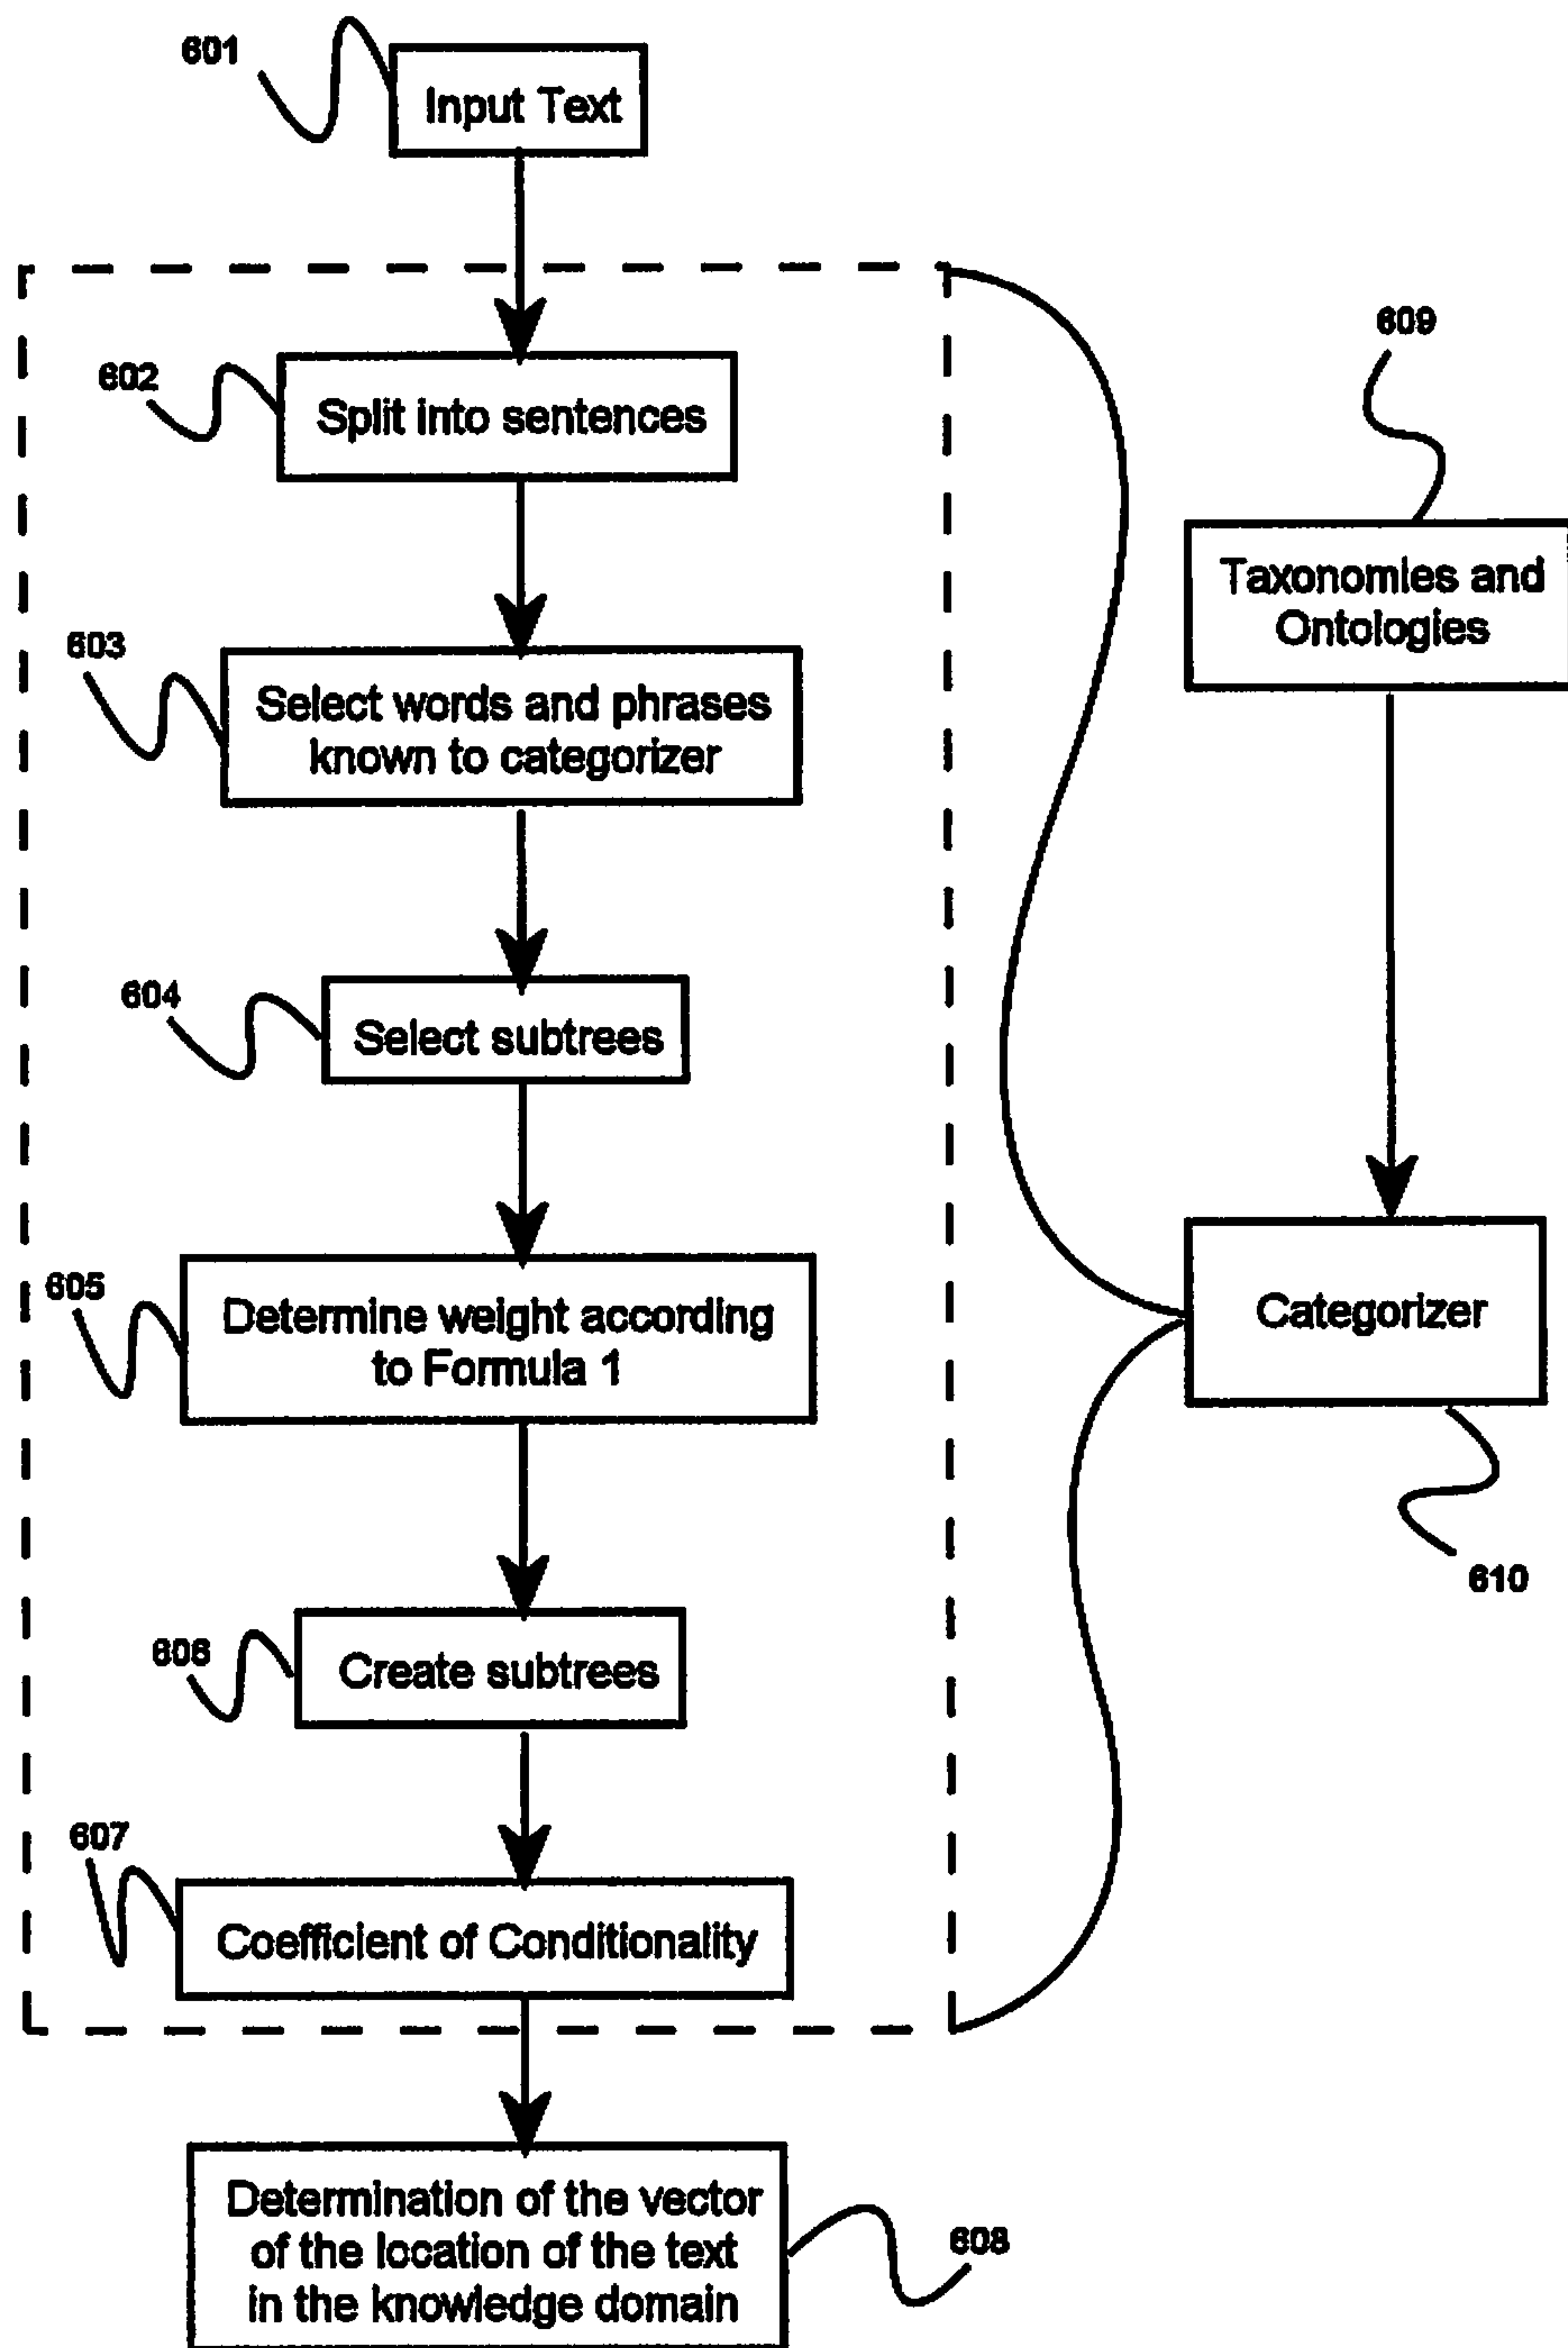 601
Input Text
602
Split into sentences
609
Taxonomies and
Ontologies
603
Select words and phrases
known to categorizer
604
Select subtrees
605
Determine weight according
to Formula 1
Categorizer
610
606
Create subtrees
607
Coefficient of Conditionality
Determination of the vector
of the location of the text
in the knowledge domain
608